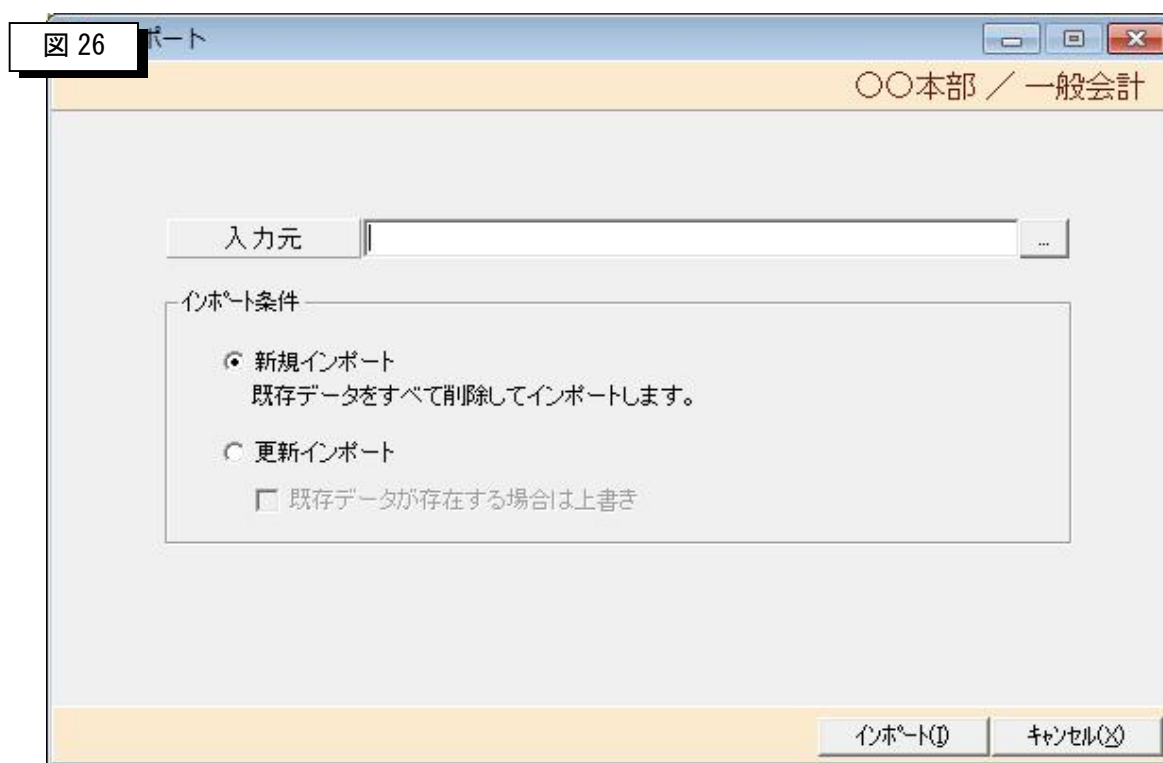 図 26
ポート
〇〇本部 ／ 一般会計
入力元
...
インポート条件
新規インポート
既存データをすべて削除してインポートします。
更新インポート
既存データが存在する場合は上書き
インポート(I)
キャンセル(X)